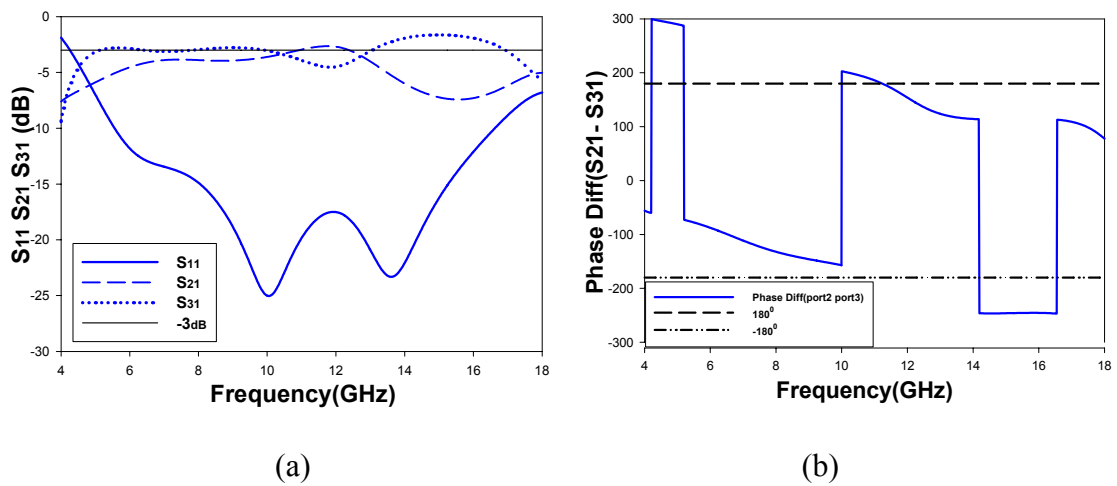 S11 S21 S31 (dB)
0
-5
-10
-15
-20
-25
-30
S11
S21
S31
-3dB
4 6 8 10 12 14 16 18
Frequency(GHz)
(a)
Phase Diff(S21- S31)
300
200
100
0
-100
-200
-300
Phase Diff(port2 port3)
180⁰
-180⁰
4 6 8 10 12 14 16 18
Frequency(GHz)
(b)